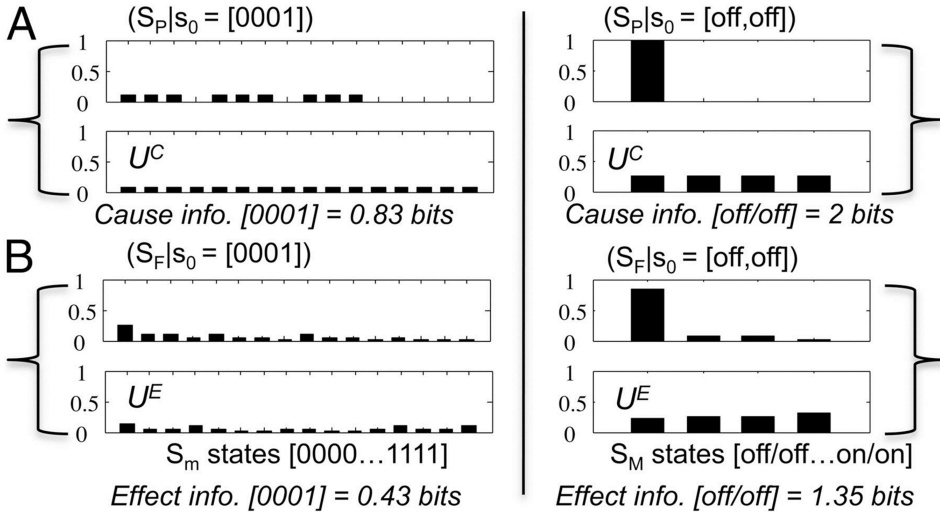 A
(S_P|s_0 = [0001])
1
0.5
0
U^C
1
0.5
0
Cause info. [0001] = 0.83 bits
(S_P|s_0 = [off,off])
1
0.5
0
U^C
1
0.5
0
Cause info. [off/off] = 2 bits
B
(S_F|s_0 = [0001])
1
0.5
0
U^E
1
0.5
0
S_m states [0000...1111]
Effect info. [0001] = 0.43 bits
(S_F|s_0 = [off,off])
1
0.5
0
U^E
1
0.5
0
S_M states [off/off...on/on]
Effect info. [off/off] = 1.35 bits